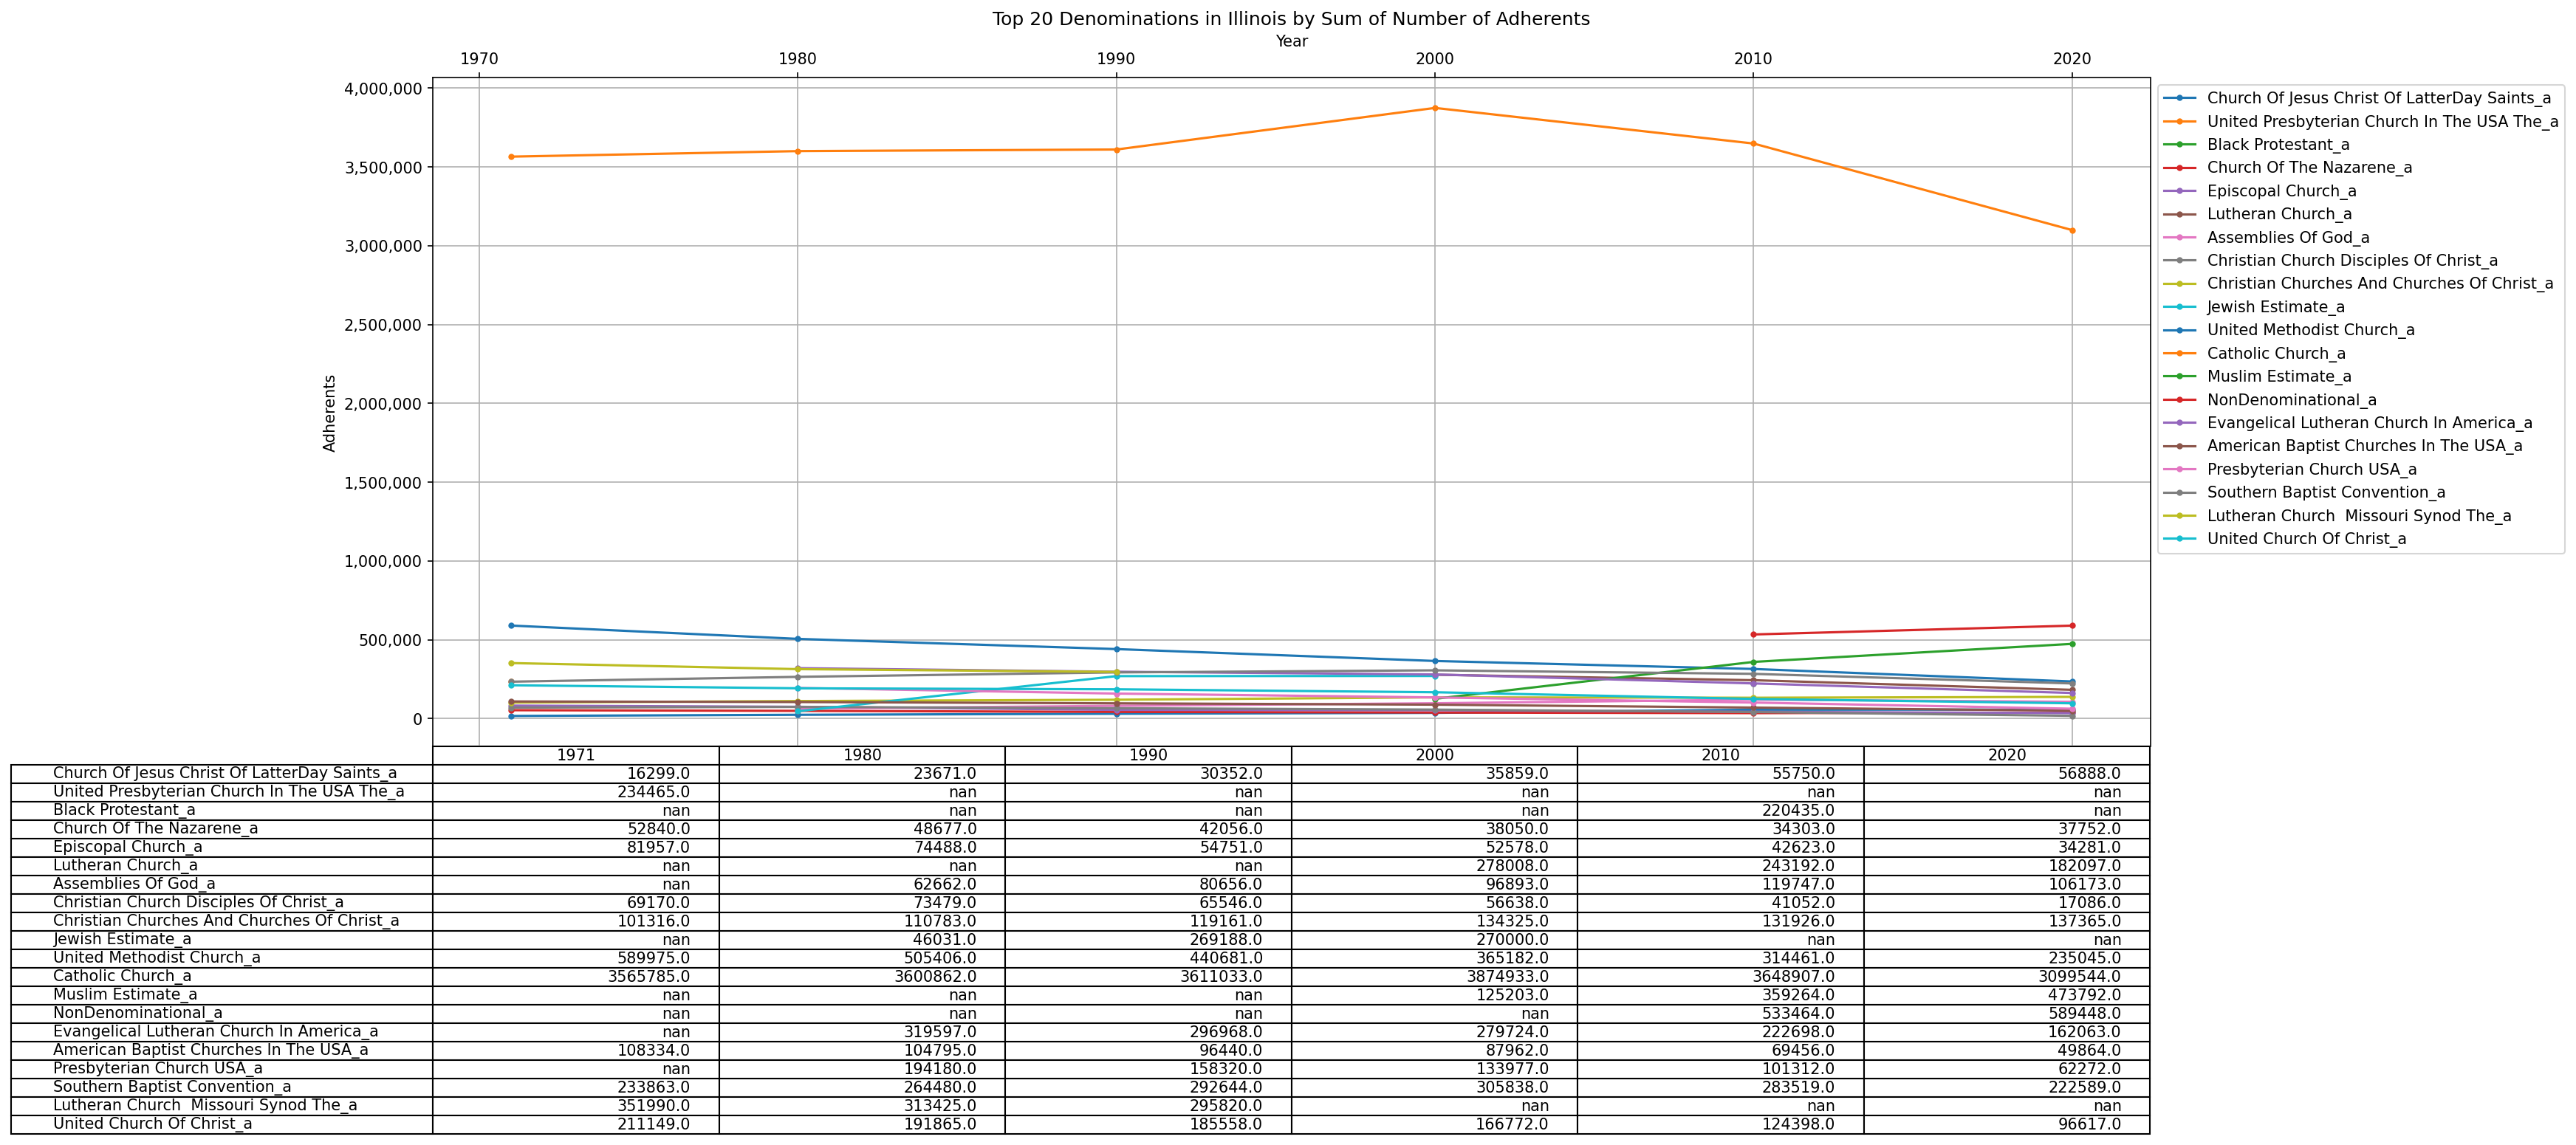 Top 20 Denominations in Illinois by Sum of Number of Adherents
Year
1970 1980 1990 2000 2010 2020
4,000,000
3,500,000
3,000,000
2,500,000
2,000,000
1,500,000
1,000,000
500,000
0
Adherents
Church Of Jesus Christ Of LatterDay Saints_a
United Presbyterian Church In The USA The_a
Black Protestant_a
Church Of The Nazarene_a
Episcopal Church_a
Lutheran Church_a
Assemblies Of God_a
Christian Church Disciples Of Christ_a
Christian Churches And Churches Of Christ_a
Jewish Estimate_a
United Methodist Church_a
Catholic Church_a
Muslim Estimate_a
NonDenominational_a
Evangelical Lutheran Church In America_a
American Baptist Churches In The USA_a
Presbyterian Church USA_a
Southern Baptist Convention_a
Lutheran Church  Missouri Synod The_a
United Church Of Christ_a
1971 1980 1990 2000 2010 2020
Church Of Jesus Christ Of LatterDay Saints_a 16299.0 23671.0 30352.0 35859.0 55750.0 56888.0
United Presbyterian Church In The USA The_a 234465.0 nan nan nan nan nan
Black Protestant_a nan nan nan nan 220435.0 nan
Church Of The Nazarene_a 52840.0 48677.0 42056.0 38050.0 34303.0 37752.0
Episcopal Church_a 81957.0 74488.0 54751.0 52578.0 42623.0 34281.0
Lutheran Church_a nan nan nan 278008.0 243192.0 182097.0
Assemblies Of God_a nan 62662.0 80656.0 96893.0 119747.0 106173.0
Christian Church Disciples Of Christ_a 69170.0 73479.0 65546.0 56638.0 41052.0 17086.0
Christian Churches And Churches Of Christ_a 101316.0 110783.0 119161.0 134325.0 131926.0 137365.0
Jewish Estimate_a nan 46031.0 269188.0 270000.0 nan nan
United Methodist Church_a 589975.0 505406.0 440681.0 365182.0 314461.0 235045.0
Catholic Church_a 3565785.0 3600862.0 3611033.0 3874933.0 3648907.0 3099544.0
Muslim Estimate_a nan nan nan 125203.0 359264.0 473792.0
NonDenominational_a nan nan nan nan 533464.0 589448.0
Evangelical Lutheran Church In America_a nan 319597.0 296968.0 279724.0 222698.0 162063.0
American Baptist Churches In The USA_a 108334.0 104795.0 96440.0 87962.0 69456.0 49864.0
Presbyterian Church USA_a nan 194180.0 158320.0 133977.0 101312.0 62272.0
Southern Baptist Convention_a 233863.0 264480.0 292644.0 305838.0 283519.0 222589.0
Lutheran Church  Missouri Synod The_a 351990.0 313425.0 295820.0 nan nan nan
United Church Of Christ_a 211149.0 191865.0 185558.0 166772.0 124398.0 96617.0